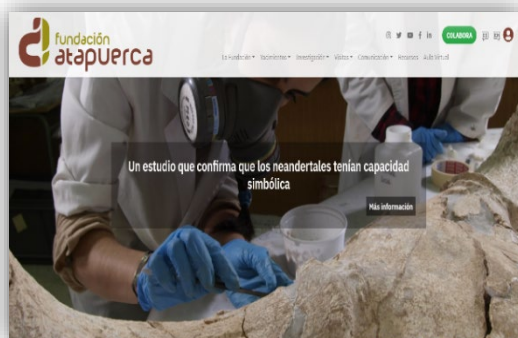 fundación
atapuerca
COLABORA
La Fundación Yacimientos Investigación Visitas Comunicación Recursos Aula Virtual
Un estudio que confirma que los neandertales tenían capacidad
simbólica
Más información